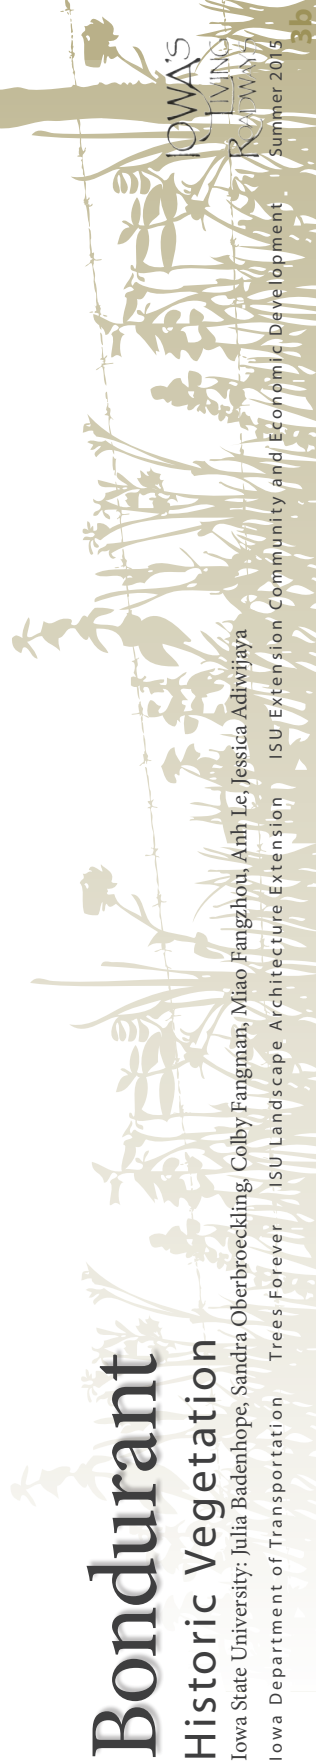 Bondurant
Historic Vegetation
Iowa State University: Julia Badenhope, Sandra Oberbroeckling, Colby Fangman, Miao Fangzhou, Anh Le, Jessica Adiwijaya
Iowa Department of Transportation Trees Forever ISU Landscape Architecture Extension ISU Extension Community and Economic Development Summer 2015
IOWA'S
LIVING
ROADWAYS
3b